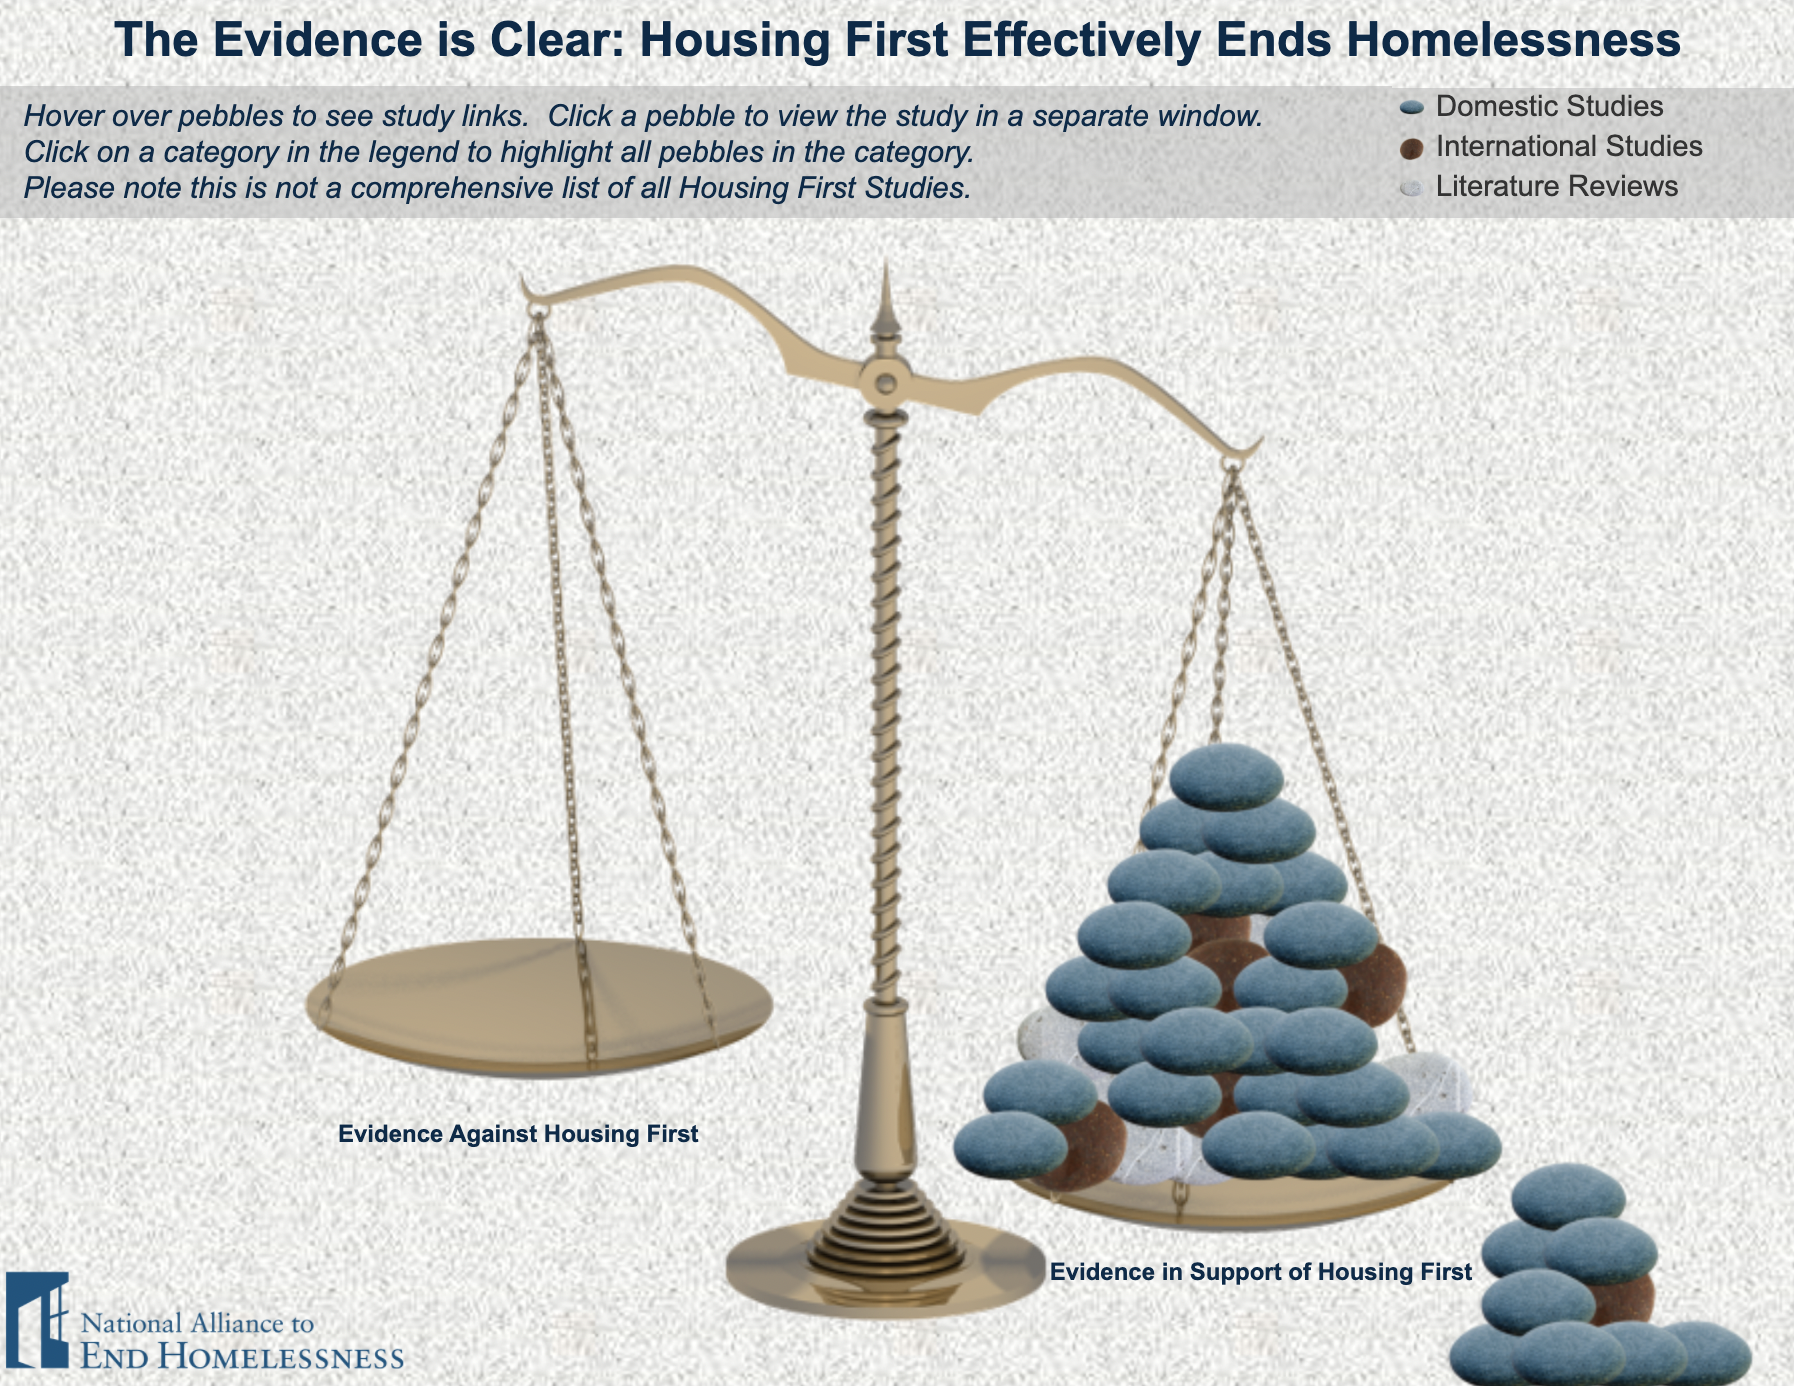 The Evidence is Clear: Housing First Effectively Ends Homelessness
Hover over pebbles to see study links.  Click a pebble to view the study in a separate window.
Click on a category in the legend to highlight all pebbles in the category.
Please note this is not a comprehensive list of all Housing First Studies.
Domestic Studies
International Studies
Literature Reviews
Evidence Against Housing First
Evidence in Support of Housing First
National Alliance to
END HOMELESSNESS